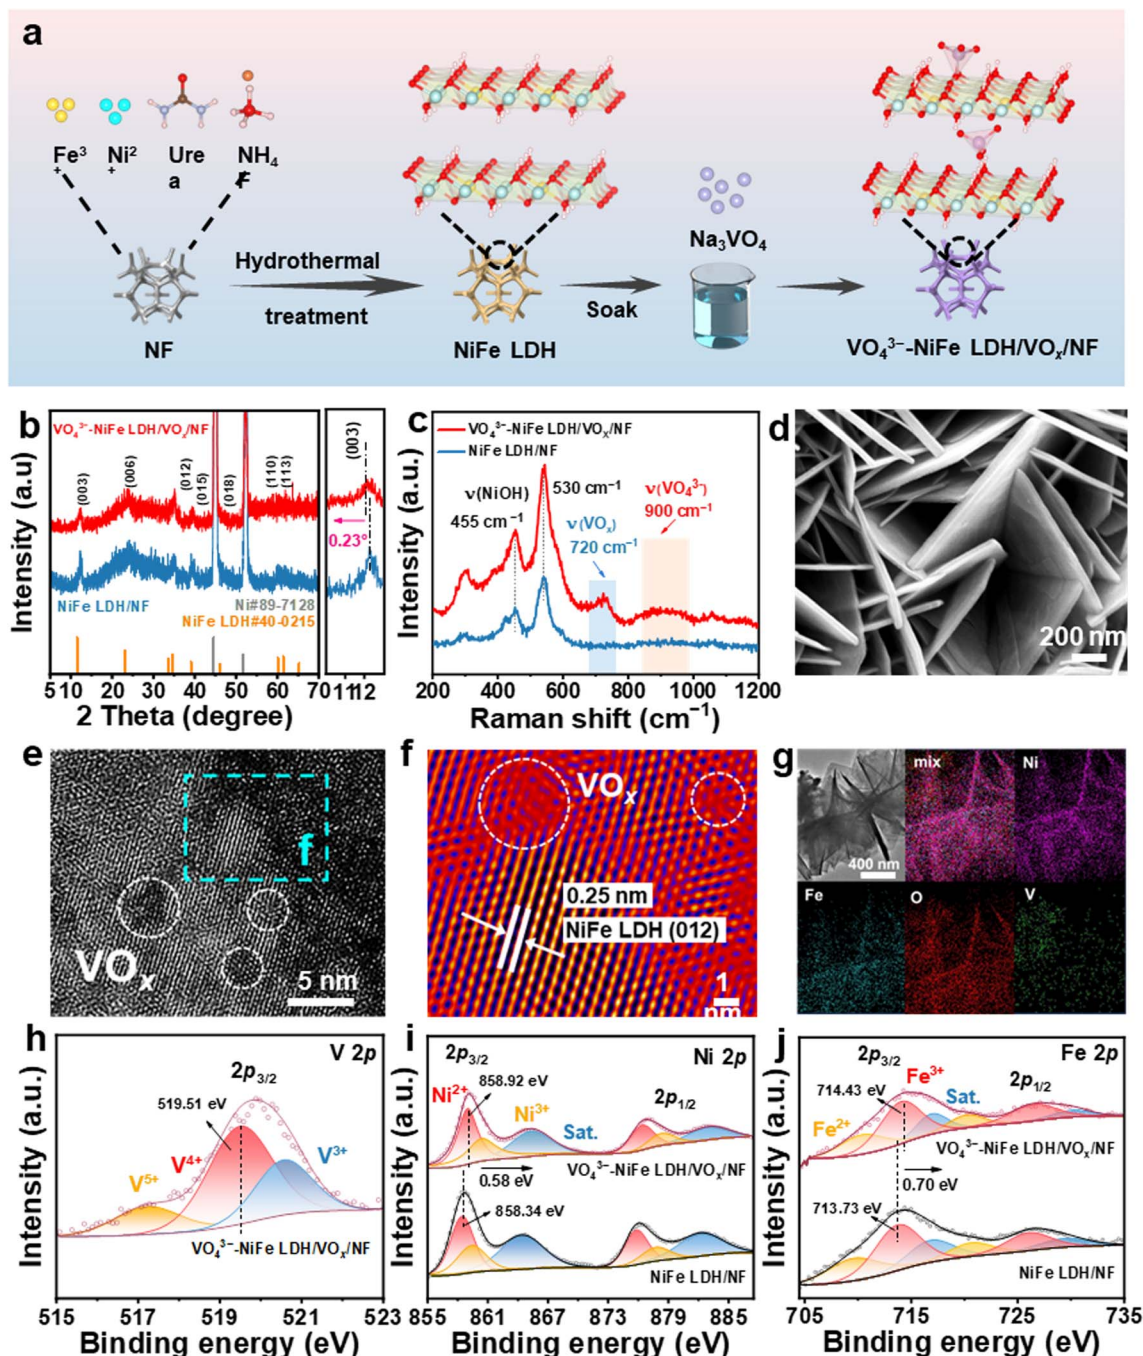 a
Fe³
+
Ni²
+
Ure
a
NH₄
F
NF
Hydrothermal
treatment
NiFe LDH
Soak
Na₃VO₄
VO₄³⁻-NiFe LDH/VOₓ/NF
b
VO₄³⁻-NiFe LDH/VOₓ/NF
(003)
(006)
(012)
(015)
(018)
(110)
(113)
(003)
0.23°
NiFe LDH/NF
Ni#89-7128
NiFe LDH#40-0215
Intensity (a.u)
5 10 20 30 40 50 60 70
11 12
2 Theta (degree)
c
VO₄³⁻-NiFe LDH/VOₓ/NF
NiFe LDH/NF
ν(NiOH)
455 cm⁻¹
530 cm⁻¹
ν(VOₓ)
720 cm⁻¹
ν(VO₄³⁻)
900 cm⁻¹
Intensity (a.u.)
200 400 600 800 1000 1200
Raman shift (cm⁻¹)
d
200 nm
e
f
VOₓ
5 nm
f
VOₓ
0.25 nm
NiFe LDH (012)
1
nm
g
mix
Ni
400 nm
Fe
O
V
h
V 2p
2p₃/₂
519.51 eV
V⁵⁺
V⁴⁺
V³⁺
VO₄³⁻-NiFe LDH/VOₓ/NF
Intensity (a.u.)
515 517 519 521 523
Binding energy (eV)
i
Ni 2p
2p₃/₂
Ni²⁺
858.92 eV
Ni³⁺
Sat.
2p₁/₂
VO₄³⁻-NiFe LDH/VOₓ/NF
0.58 eV
858.34 eV
NiFe LDH/NF
Intensity (a.u.)
855 861 867 873 879 885
Binding energy (eV)
j
Fe 2p
2p₃/₂
714.43 eV
Fe³⁺
Fe²⁺
Sat.
2p₁/₂
VO₄³⁻-NiFe LDH/VOₓ/NF
0.70 eV
713.73 eV
NiFe LDH/NF
Intensity (a.u.)
705 715 725 735
Binding energy (eV)